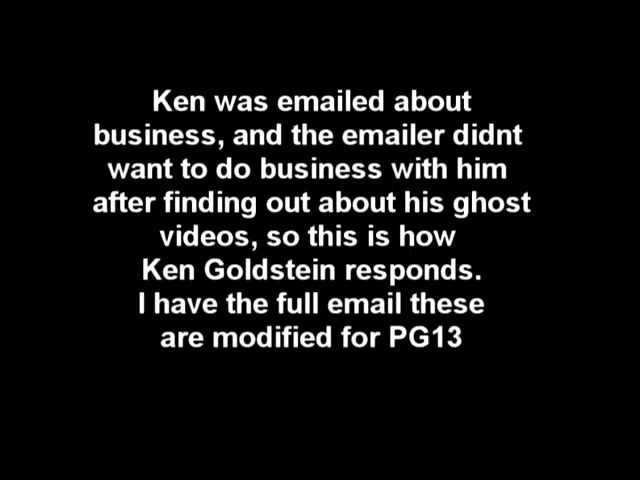 Ken was emailed about
business, and the emailer didnt
want to do business with him
after finding out about his ghost
videos, so this is how
Ken Goldstein responds.
I have the full email these
are modified for PG13